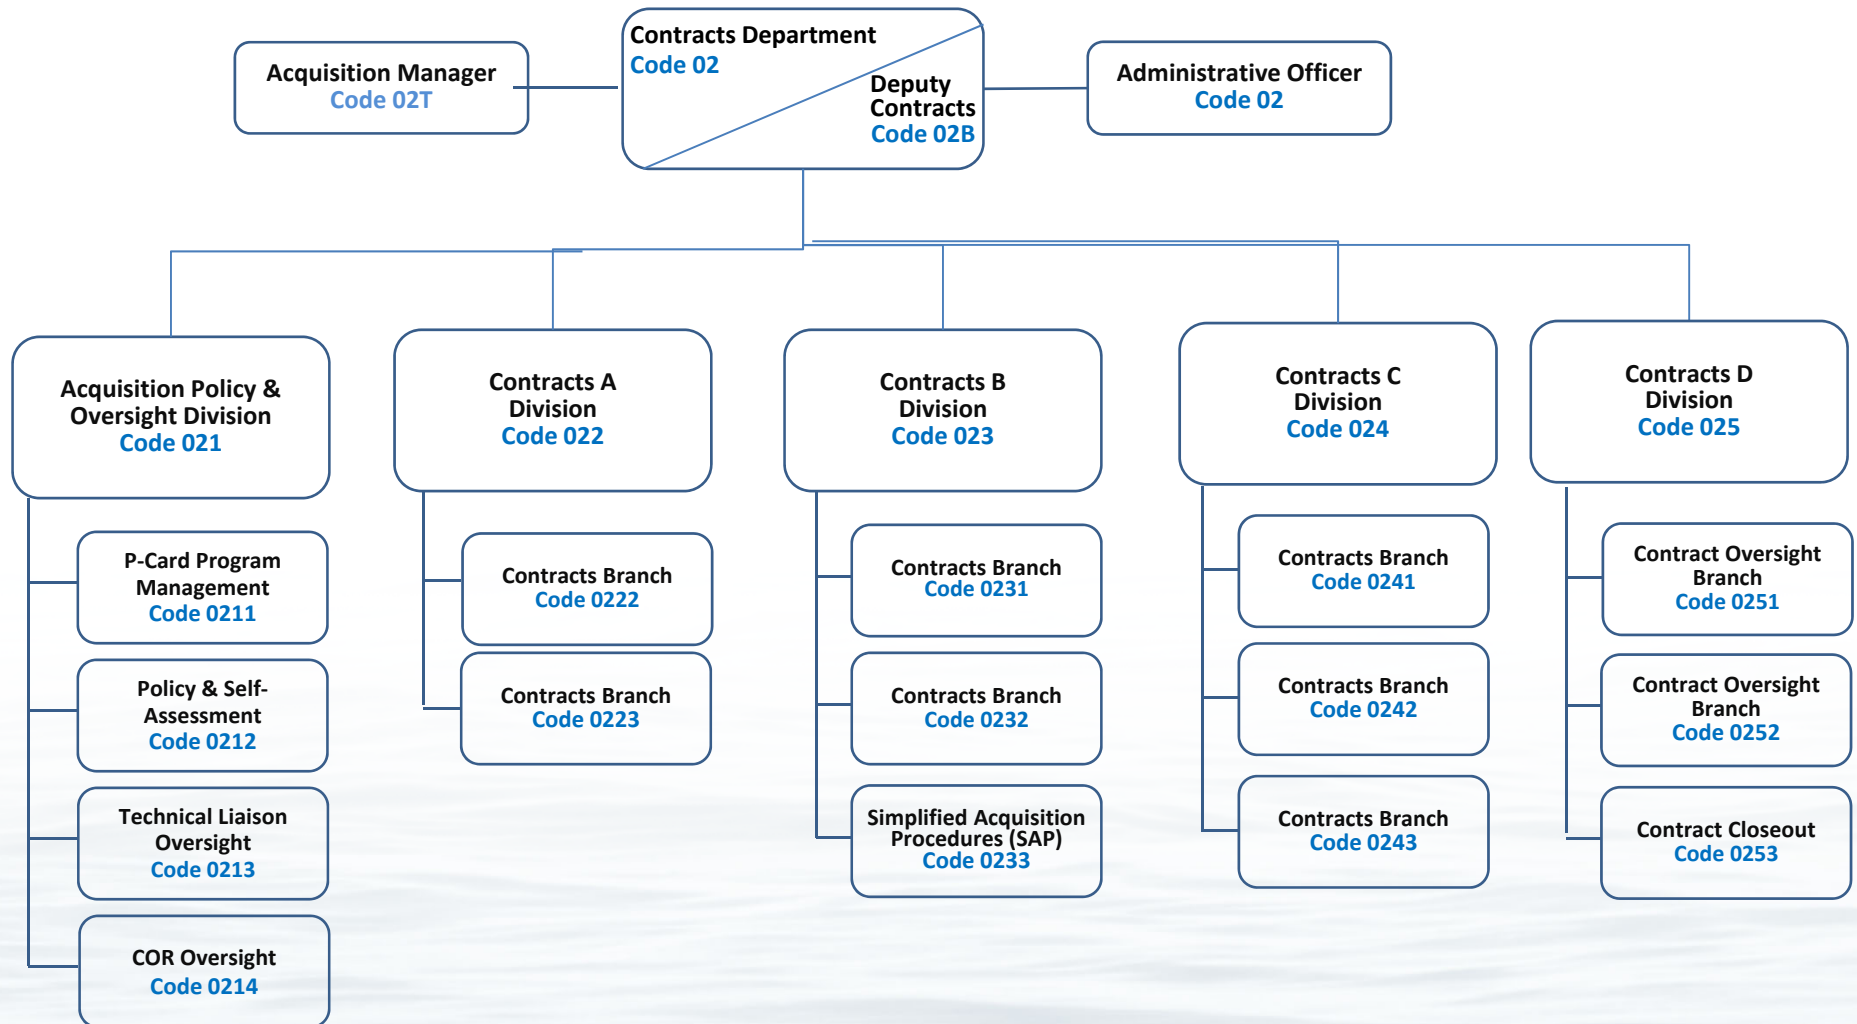 Contracts Department
Code 02
Deputy
Contracts
Code 02B
Acquisition Manager
Code 02T
Administrative Officer
Code 02
Acquisition Policy &
Oversight Division
Code 021
P-Card Program
Management
Code 0211
Policy & Self-
Assessment
Code 0212
Technical Liaison
Oversight
Code 0213
COR Oversight
Code 0214
Contracts A
Division
Code 022
Contracts Branch
Code 0222
Contracts Branch
Code 0223
Contracts B
Division
Code 023
Contracts Branch
Code 0231
Contracts Branch
Code 0232
Simplified Acquisition
Procedures (SAP)
Code 0233
Contracts C
Division
Code 024
Contracts Branch
Code 0241
Contracts Branch
Code 0242
Contracts Branch
Code 0243
Contracts D
Division
Code 025
Contract Oversight
Branch
Code 0251
Contract Oversight
Branch
Code 0252
Contract Closeout
Code 0253